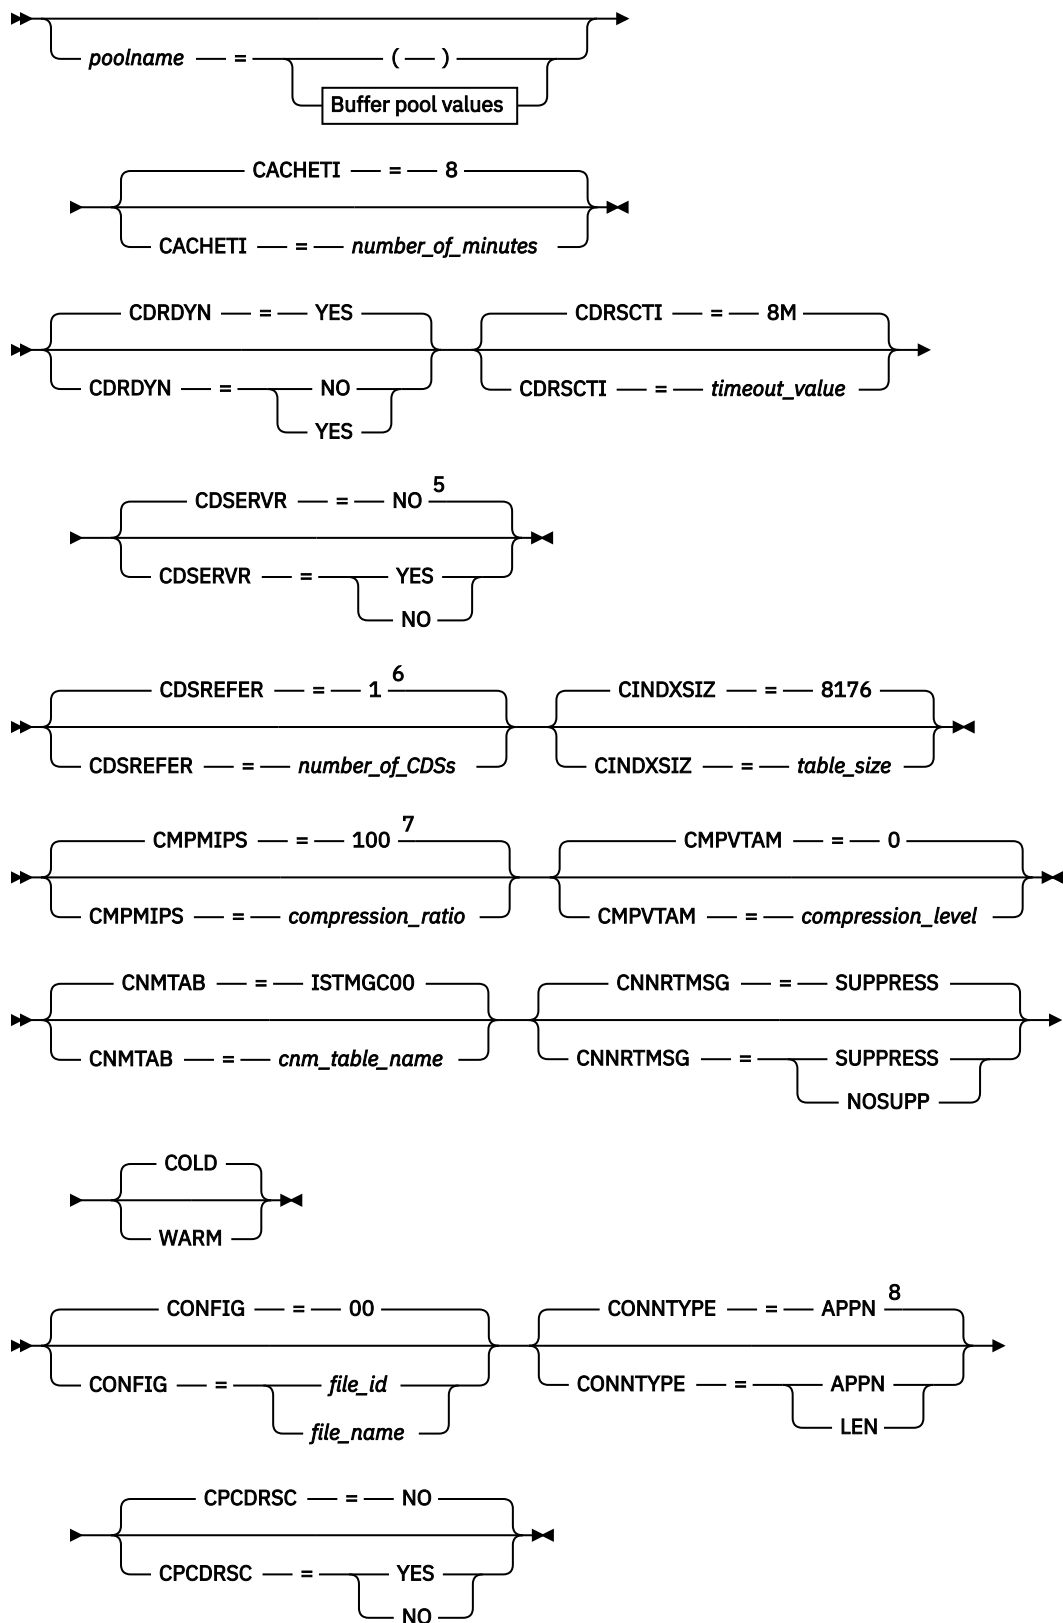 poolname = ( )
Buffer pool values
CACHETI = 8
CACHETI = number_of_minutes
CDRDYN = YES CDRSCTI = 8M
CDRDYN = NO CDRSCTI = timeout_value
YES
CDSERVR = NO 5
CDSERVR = YES
NO
CDSREFER = 1 6 CINDXSIZ = 8176
CDSREFER = number_of_CDSs CINDXSIZ = table_size
CMPMIPS = 100 7 CMPVTAM = 0
CMPMIPS = compression_ratio CMPVTAM = compression_level
CNMTAB = ISTMGC00 CNNRTMSG = SUPPRESS
CNMTAB = cnm_table_name CNNRTMSG = SUPPRESS
NOSUPP
COLD
WARM
CONFIG = 00 CONNTYPE = APPN 8
CONFIG = file_id CONNTYPE = APPN
file_name LEN
CPCDRSC = NO
CPCDRSC = YES
NO